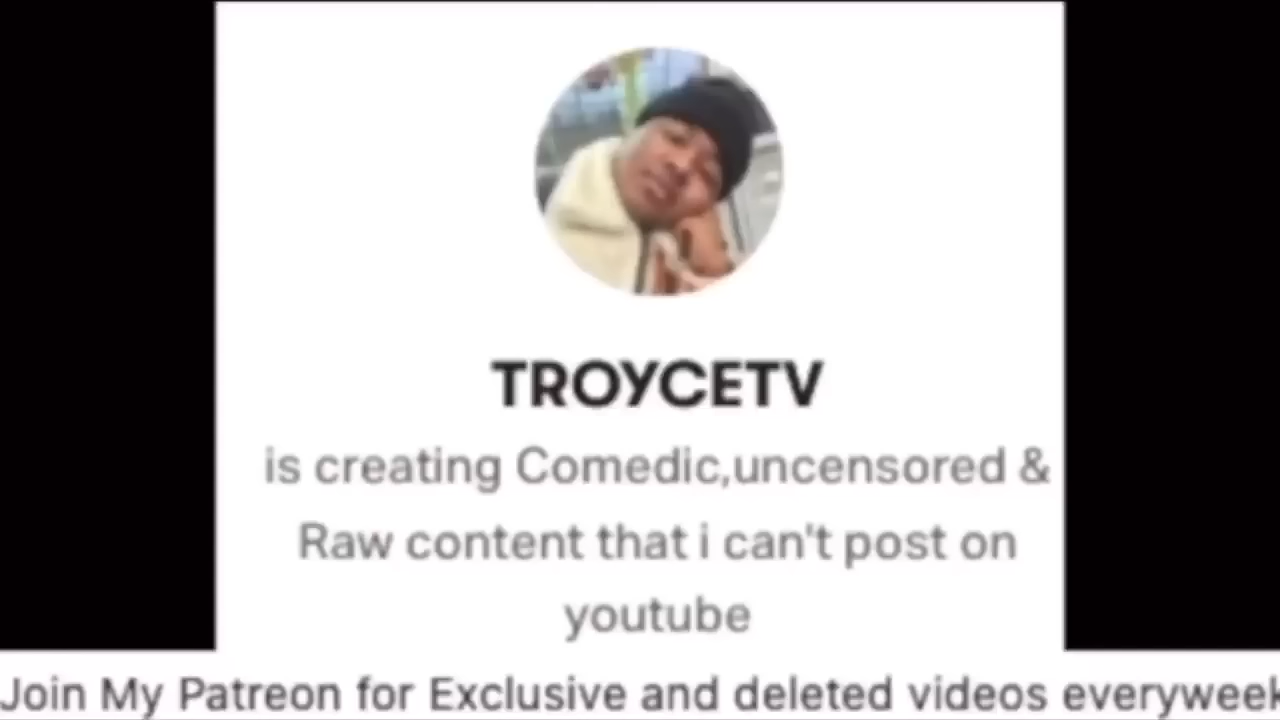 TROYCETV
is creating Comedic,uncensored &
Raw content that i can't post on
youtube
Join My Patreon for Exclusive and deleted videos everyweek